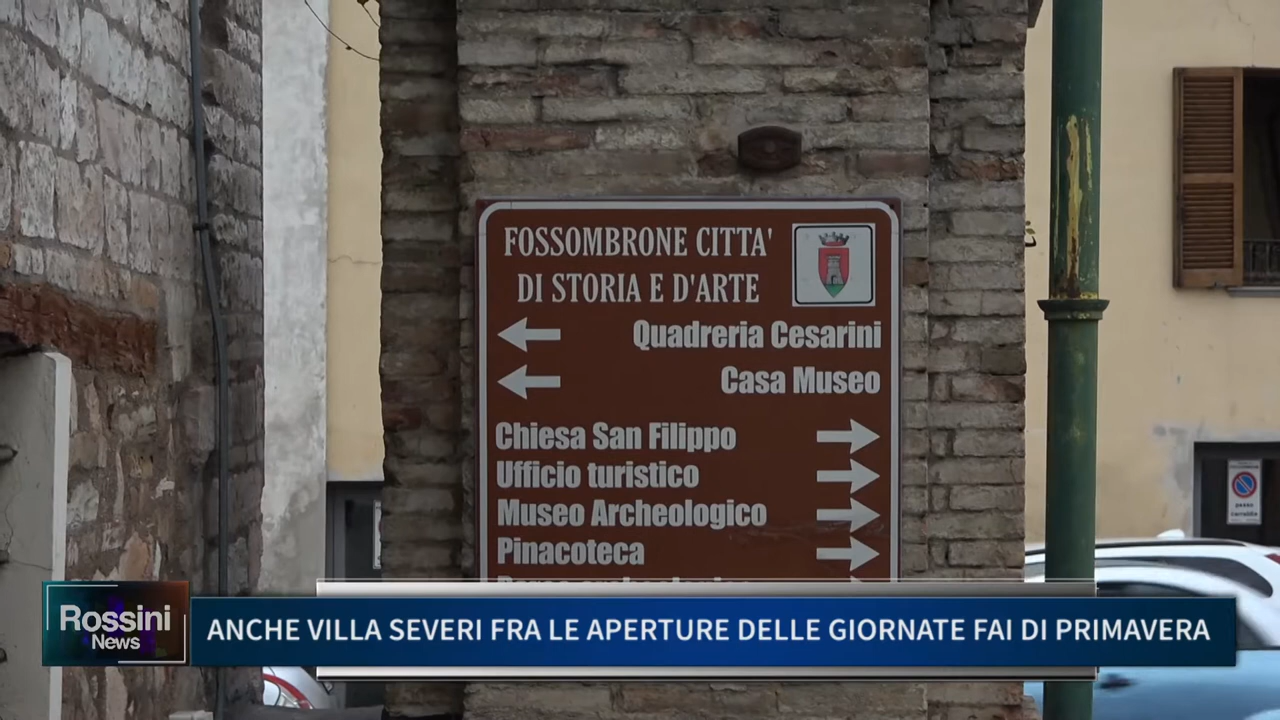 FOSSOMBRONE CITTA'
DI STORIA E D'ARTE
Quadreria Cesarini
Casa Museo
Chiesa San Filippo
Ufficio turistico
Museo Archeologico
Pinacoteca
Rossini
News
ANCHE VILLA SEVERI FRA LE APERTURE DELLE GIORNATE FAI DI PRIMAVERA